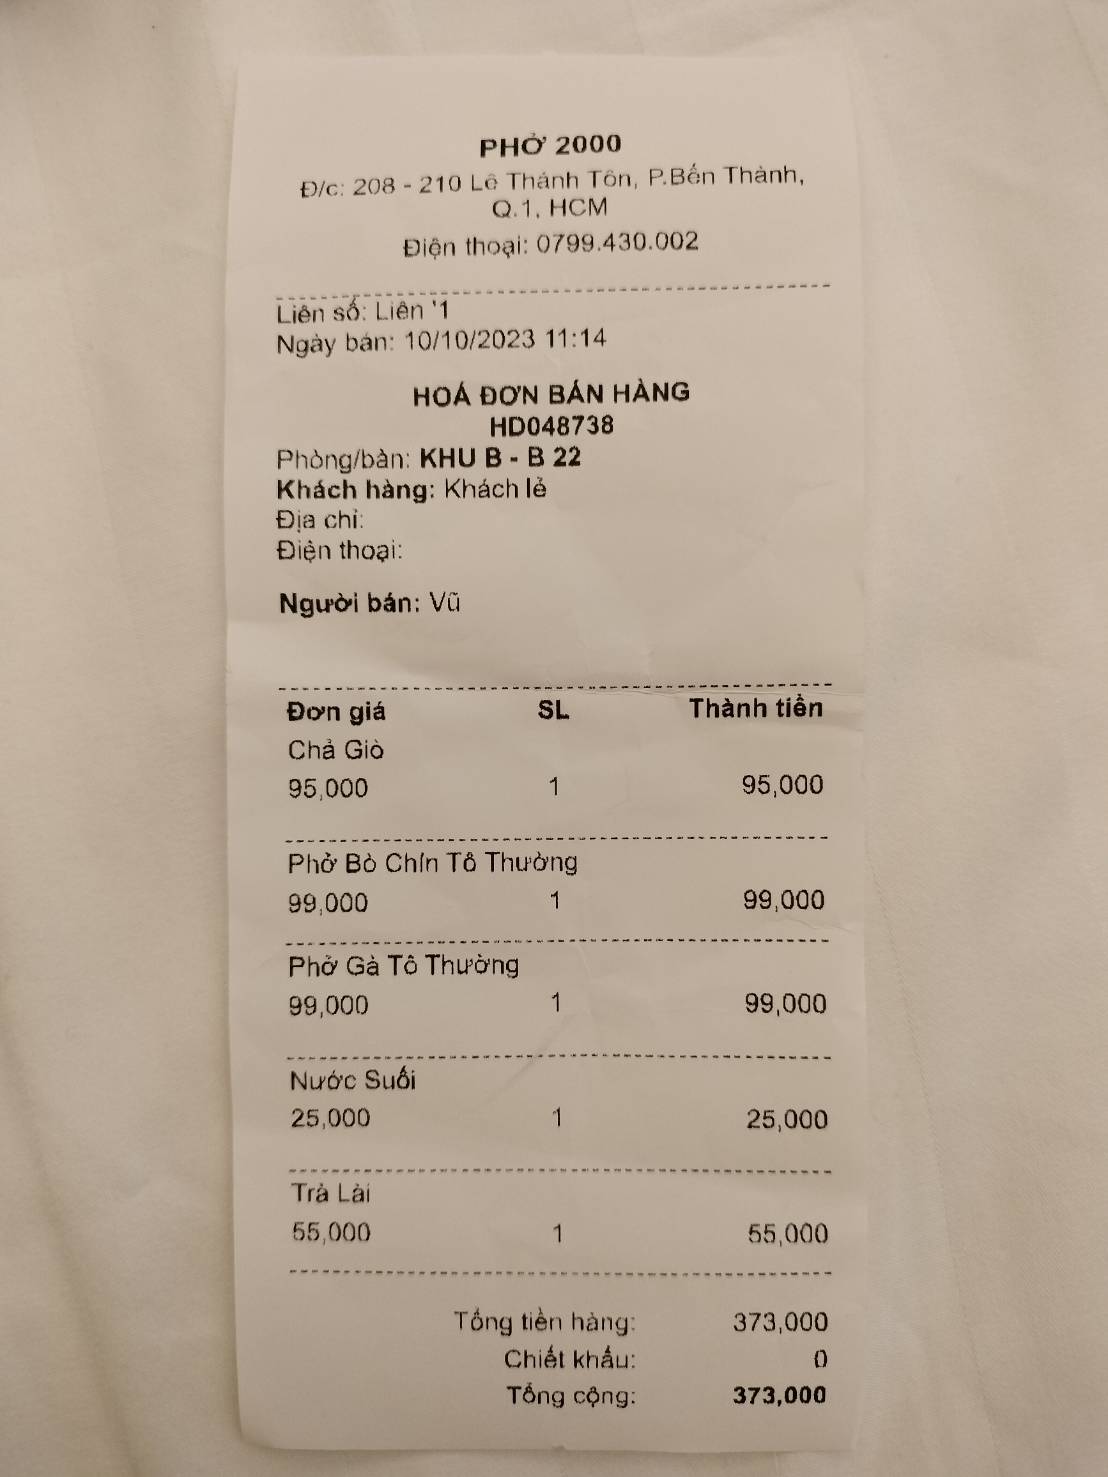 PHỞ 2000
Đ/c: 208 - 210 Lê Thánh Tôn, P.Bến Thành,
Q.1, HCM
Điện thoại: 0799.430.002
Liên số: Liên '1
Ngày bán: 10/10/2023 11:14
HOÁ ĐƠN BÁN HÀNG
HD048738
Phòng/bàn: KHU B - B 22
Khách hàng: Khách lẻ
Địa chỉ:
Điện thoại:
Người bán: Vũ
Đơn giá SL Thành tiền
Chả Giò
95,000 1 95,000
Phở Bò Chín Tô Thường
99,000 1 99,000
Phở Gà Tô Thường
99,000 1 99,000
Nước Suối
25,000 1 25,000
Trà Lài
55,000 1 55,000
Tổng tiền hàng: 373,000
Chiết khấu: 0
Tổng cộng: 373,000